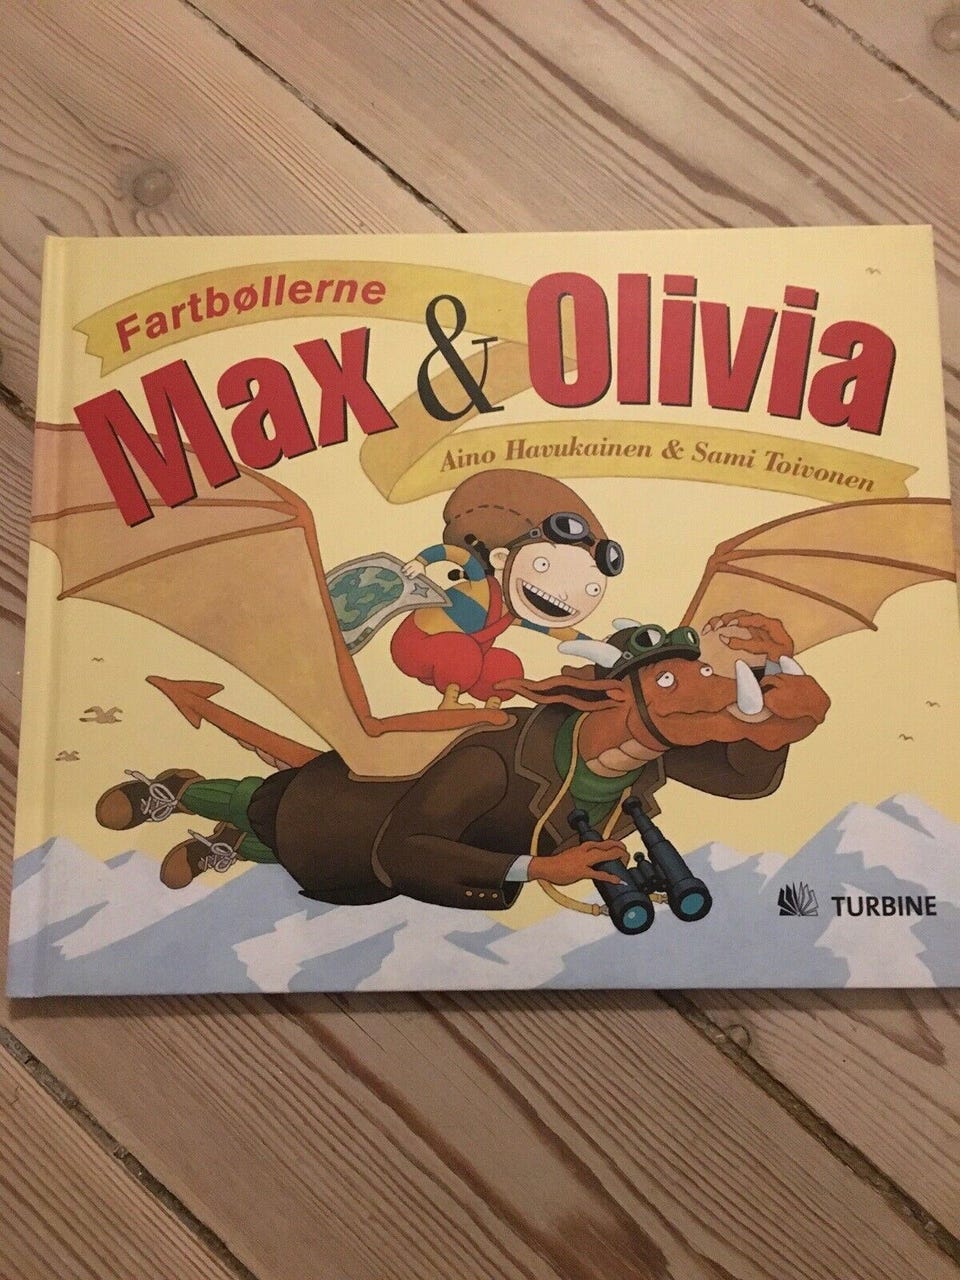 Fartbøllerne
Max & Olivia
Aino Havukainen & Sami Toivonen
TURBINE